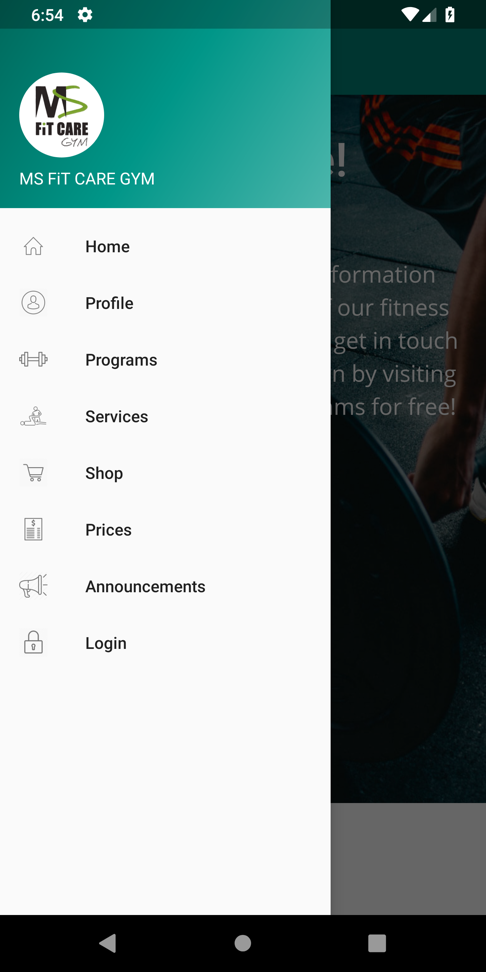 6:54
MS
FiT CARE
GYM
MS FiT CARE GYM
!
formation
our fitness
get in touch
n by visiting
ms for free!
Home
Profile
Programs
Services
Shop
$
Prices
Announcements
Login